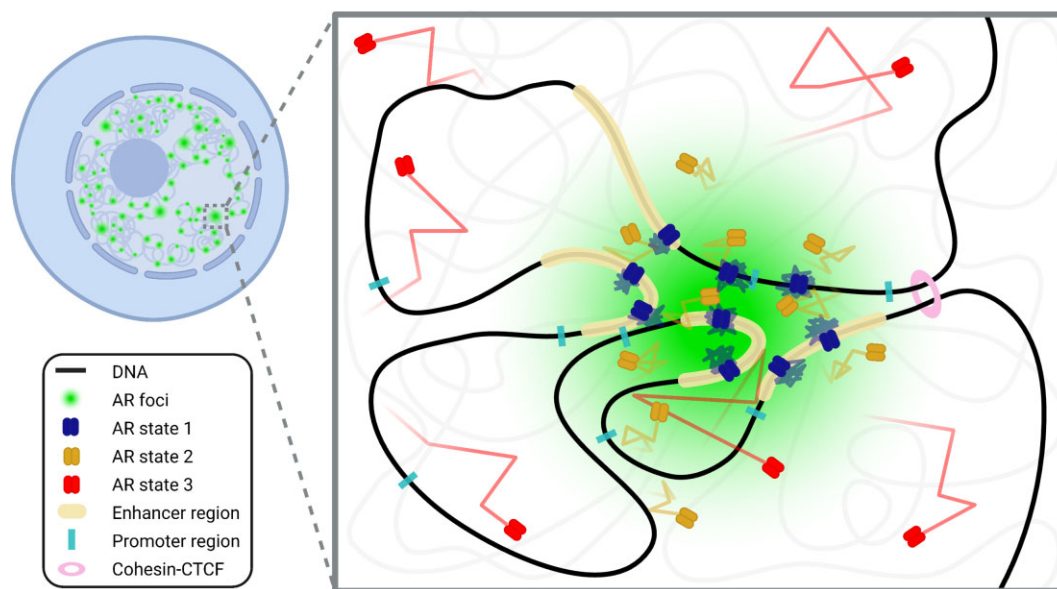 DNA
AR foci
AR state 1
AR state 2
AR state 3
Enhancer region
Promoter region
Cohesin-CTCF